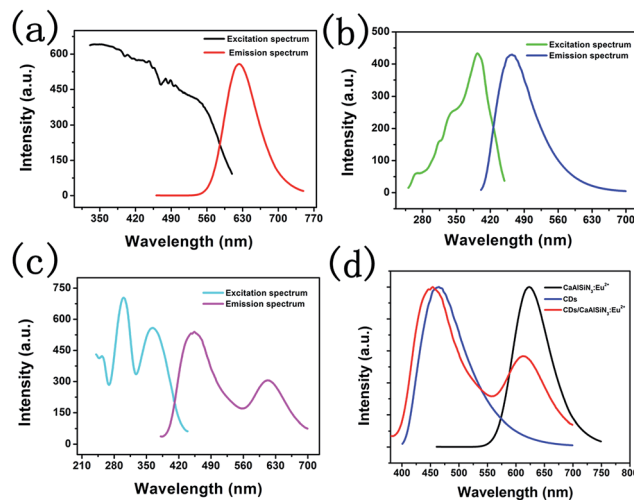 (a)
Excitation spectrum
Emission spectrum
Intensity (a.u.)
600
450
300
150
0
350 420 490 560 630 700 770
Wavelength (nm)
(b)
Excitation spectrum
Emission spectrum
Intensity (a.u.)
500
400
300
200
100
0
280 350 420 490 560 630 700
Wavelength (nm)
(c)
Excitation spectrum
Emission spectrum
Intensity (a.u.)
750
600
450
300
150
0
210 280 350 420 490 560 630 700
Wavelength (nm)
(d)
CaAlSiN₃:Eu²⁺
CDs
CDs/CaAlSiN₃:Eu²⁺
Intensity (a.u.)
400 450 500 550 600 650 700 750 800
Wavelength (nm)